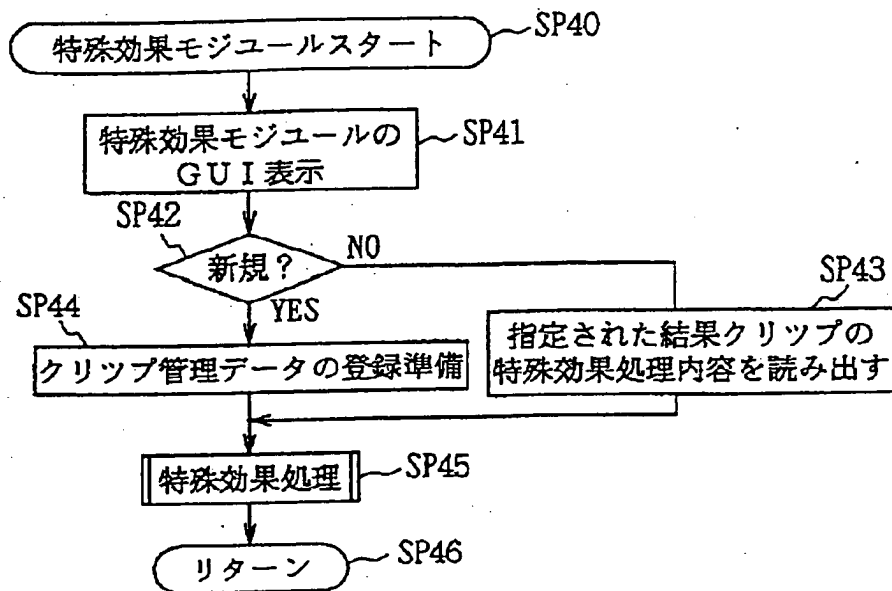 特殊効果モジユールスタート
SP40
特殊効果モジユールの
GUI表示
SP41
SP42
新規?
NO
YES
SP43
指定された結果クリツプの
特殊効果処理内容を読み出す
SP44
クリツプ管理データの登録準備
特殊効果処理
SP45
リターン
SP46